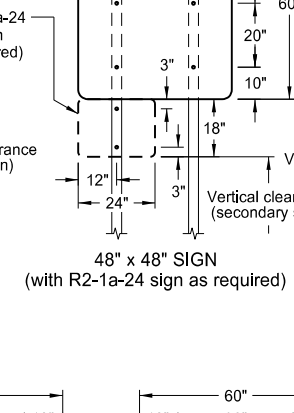 a-24
60
20"
red)
3"
10"
18"
rance
n)
V
12"
3"
Vertical clear
24"
(secondary s
48" x 48" SIGN
(with R2-1a-24 sign as required)
60"